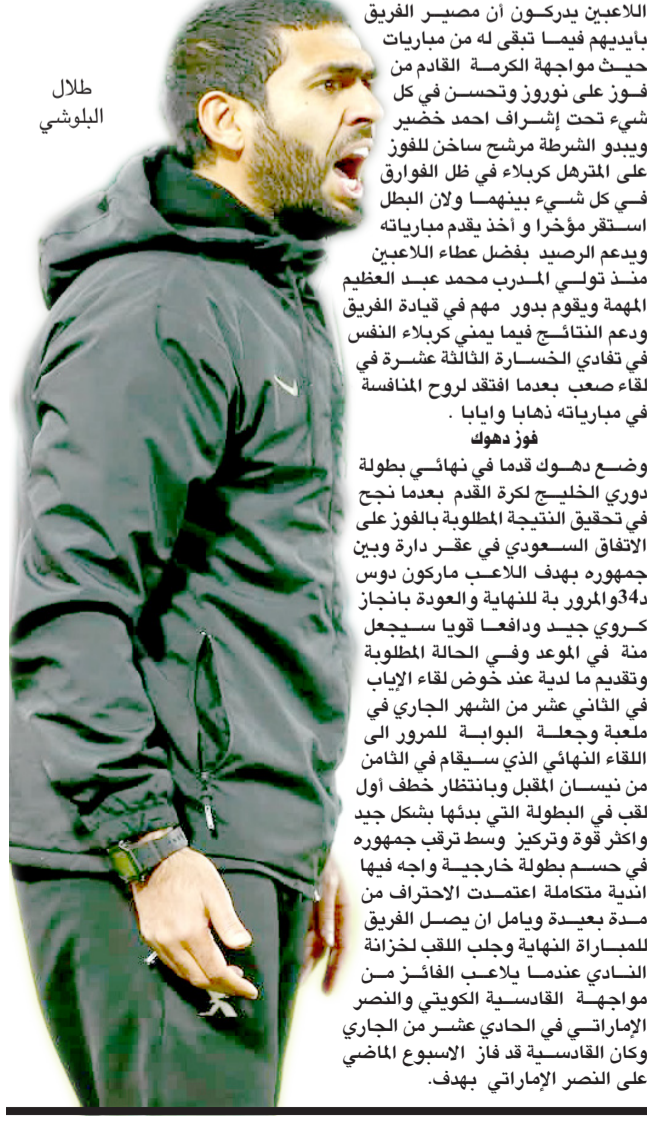 طلال
البلوشي
اللاعبين يدركون أن مصير الفريق
بأيديهم فيما تبقى له من مباريات
حيث مواجهة الكرمة القادم من
فوز على نوروز وتحسن في كل
شيء تحت إشراف احمد خضير
ويبدو الشرطة مرشح ساخن للفوز
على المترهل كربلاء في ظل الفوارق
في كل شيء بينهما ولان البطل
استقر مؤخرا و أخذ يقدم مبارياته
ويدعم الرصيد بفضل عطاء اللاعبين
منذ تولي المدرب محمد عبد العظيم
المهمة ويقوم بدور مهم في قيادة الفريق
ودعم النتائج فيما يمني كربلاء النفس
في تفادي الخسارة الثالثة عشرة في
لقاء صعب بعدما افتقد لروح المنافسة
في مبارياته ذهابا وايابا .
فوز دهوك
وضع دهوك قدما في نهائي بطولة
دوري الخليج لكرة القدم بعدما نجح
في تحقيق النتيجة المطلوبة بالفوز على
الاتفاق السعودي في عقر دارة وبين
جمهوره بهدف اللاعب ماركون دوس
د34والمرور بة للنهاية والعودة بانجاز
كروي جيد ودافعا قويا سيجعل
منة في الموعد وفي الحالة المطلوبة
وتقديم ما لدية عند خوض لقاء الإياب
في الثاني عشر من الشهر الجاري في
ملعبة وجعلة البوابة للمرور الى
اللقاء النهائي الذي سيقام في الثامن
من نيسان المقبل وبانتظار خطف أول
لقب في البطولة التي بدئها بشكل جيد
واكثر قوة وتركيز وسط ترقب جمهوره
في حسم بطولة خارجية واجه فيها
اندية متكاملة اعتمدت الاحتراف من
مدة بعيدة ويامل ان يصل الفريق
للمباراة النهاية وجلب اللقب لخزانة
النادي عندما يلاعب الفائز من
مواجهة القادسية الكويتي والنصر
الإماراتي في الحادي عشر من الجاري
وكان القادسية قد فاز الاسبوع الماضي
على النصر الإماراتي بهدف.